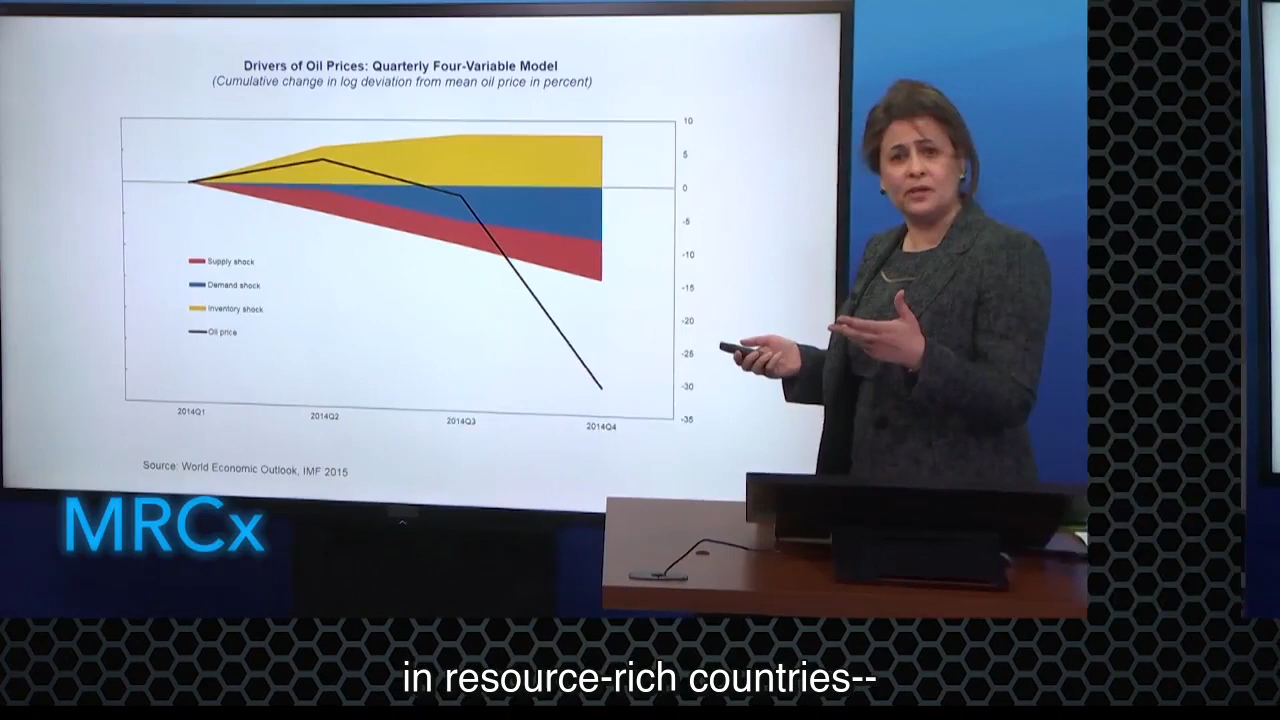 Drivers of Oil Prices: Quarterly Four-Variable Model
(Cumulative change in log deviation from mean oil price in percent)
10
5
0
-5
-10
-15
-20
-25
-30
-35
Supply shock
Demand shock
Inventory shock
Oil price
2014Q1
2014Q2
2014Q3
2014Q4
Source: World Economic Outlook, IMF 2015
MRCx
in resource-rich countries--